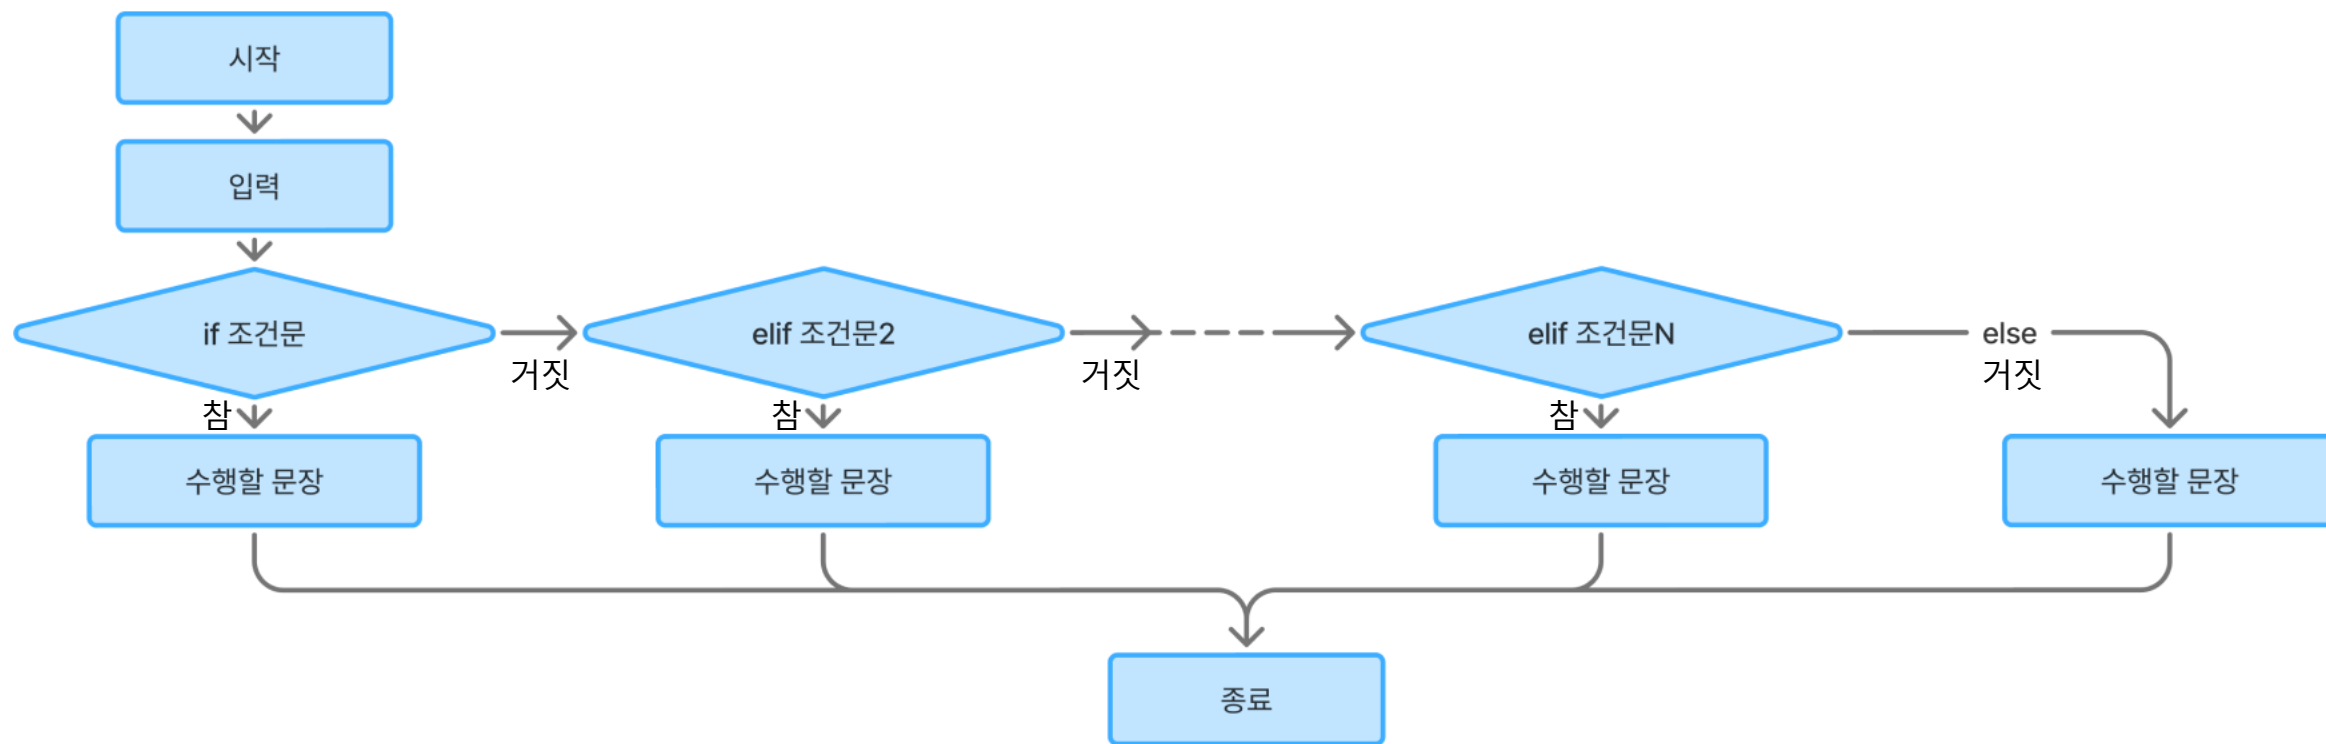 시작
입력
if 조건문
거짓
elif 조건문2
거짓
elif 조건문N
else
거짓
참
참
참
수행할 문장
수행할 문장
수행할 문장
수행할 문장
종료